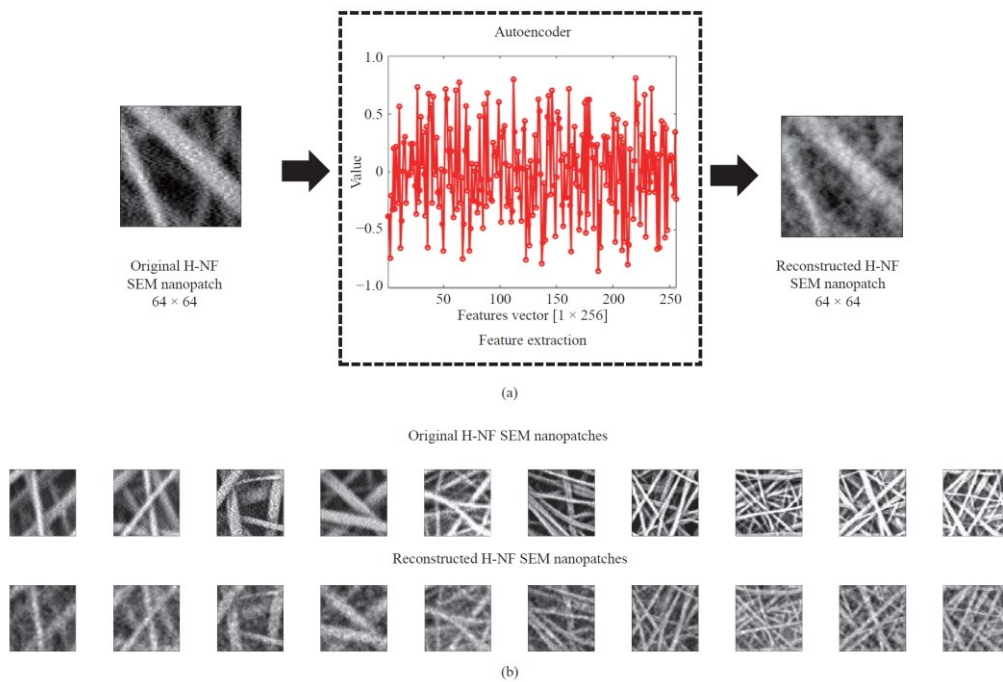 Autoencoder
1.0
0.5
0
−0.5
−1.0
Value
50
100
150
200
250
Features vector [1 × 256]
Feature extraction
Original H-NF
SEM nanopatch
64 × 64
Reconstructed H-NF
SEM nanopatch
64 × 64
(a)
Original H-NF SEM nanopatches
Reconstructed H-NF SEM nanopatches
(b)